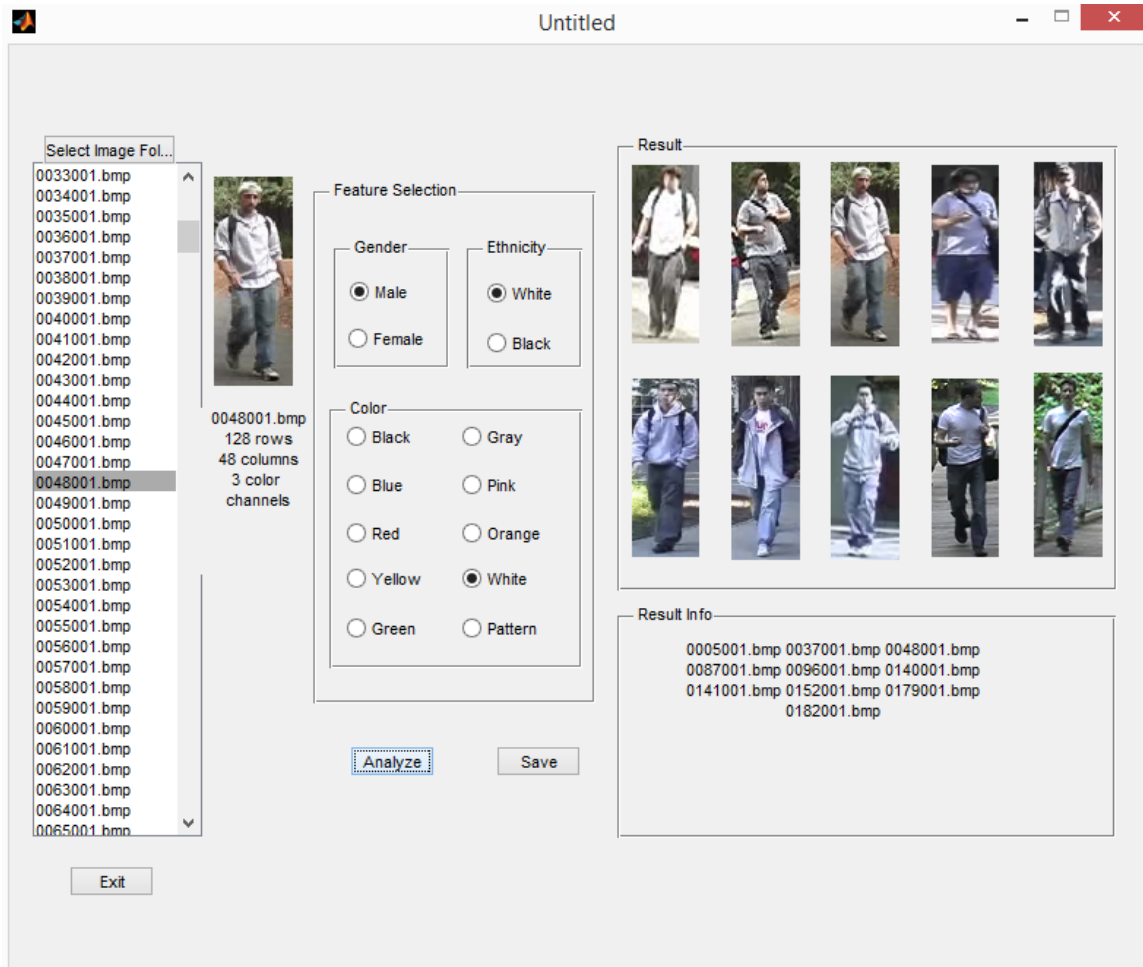 Untitled
Select Image Fol...
0033001.bmp
0034001.bmp
0035001.bmp
0036001.bmp
0037001.bmp
0038001.bmp
0039001.bmp
0040001.bmp
0041001.bmp
0042001.bmp
0043001.bmp
0044001.bmp
0045001.bmp
0046001.bmp
0047001.bmp
0048001.bmp
0049001.bmp
0050001.bmp
0051001.bmp
0052001.bmp
0053001.bmp
0054001.bmp
0055001.bmp
0056001.bmp
0057001.bmp
0058001.bmp
0059001.bmp
0060001.bmp
0061001.bmp
0062001.bmp
0063001.bmp
0064001.bmp
0065001.bmp
Exit
0048001.bmp
128 rows
48 columns
3 color
channels
Feature Selection
Gender
Male
Female
Ethnicity
White
Black
Color
Black
Gray
Blue
Pink
Red
Orange
Yellow
White
Green
Pattern
Analyze
Save
Result
Result Info
0005001.bmp 0037001.bmp 0048001.bmp
0087001.bmp 0096001.bmp 0140001.bmp
0141001.bmp 0152001.bmp 0179001.bmp
0182001.bmp